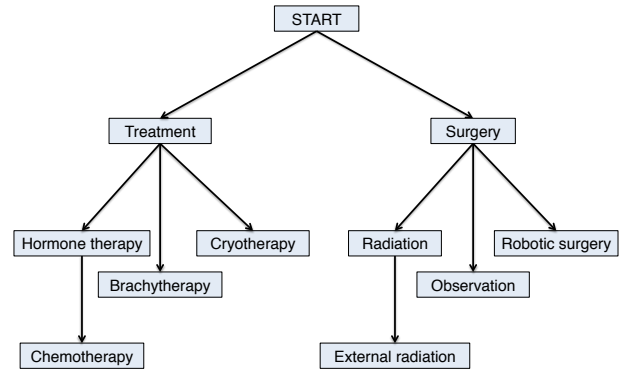 START
Treatment
Surgery
Hormone therapy
Cryotherapy
Radiation
Robotic surgery
Brachytherapy
Observation
Chemotherapy
External radiation